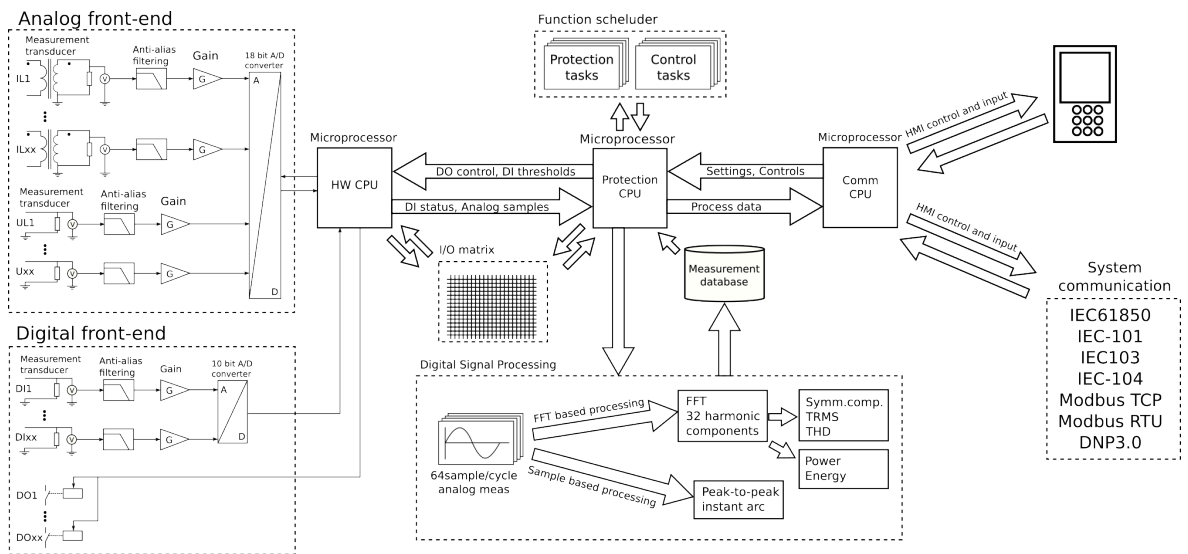 Analog front-end
Measurement
transducer
Anti-alias
filtering
Gain
18 bit A/D
converter
IL1
V
G
A
ILxx
V
G
Measurement
transducer
Anti-alias
filtering
Gain
UL1
V
G
Uxx
V
G
D
Digital front-end
Measurement
transducer
Anti-alias
filtering
Gain
10 bit A/D
converter
DI1
V
G
A
DIxx
V
G
D
DO1
DOxx
Microprocessor
HW CPU
DO control, DI thresholds
DI status, Analog samples
I/O matrix
Function scheluder
Protection
tasks
Control
tasks
Microprocessor
Protection
CPU
Settings, Controls
Process data
Measurement
database
Microprocessor
Comm
CPU
HMI control and input
HMI control and input
System
communication
IEC61850
IEC-101
IEC103
IEC-104
Modbus TCP
Modbus RTU
DNP3.0
Digital Signal Processing
64sample/cycle
analog meas
FFT based processing
Sample based processing
FFT
32 harmonic
components
Symm.comp.
TRMS
THD
Power
Energy
Peak-to-peak
instant arc